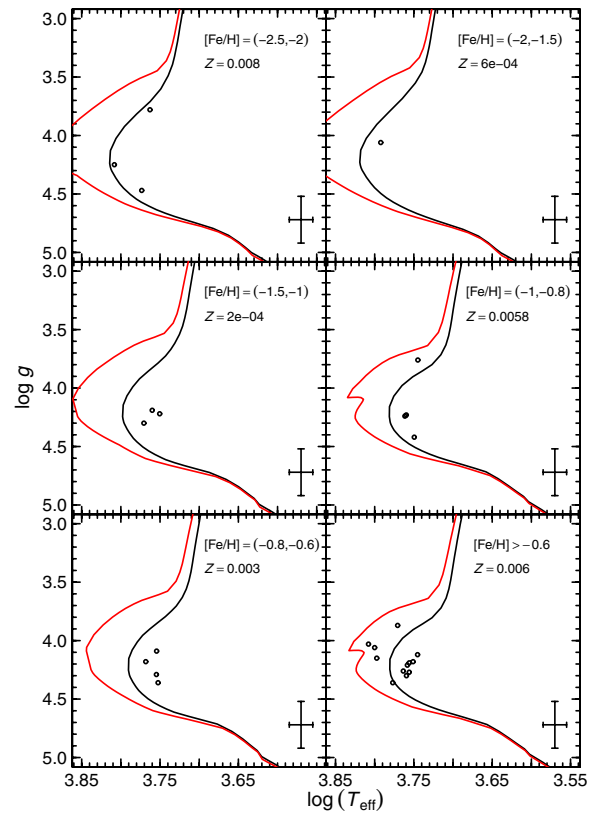 3.0
3.5
4.0
4.5
5.0
[Fe/H] = (−2.5,−2)
Z = 0.008
[Fe/H] = (−2,−1.5)
Z = 6e−04
3.0
3.5
4.0
4.5
5.0
[Fe/H] = (−1.5,−1)
Z = 2e−04
[Fe/H] = (−1,−0.8)
Z = 0.0058
log g
3.0
3.5
4.0
4.5
5.0
[Fe/H] = (−0.8,−0.6)
Z = 0.003
[Fe/H] > −0.6
Z = 0.006
3.85 3.75 3.65 3.85 3.75 3.65 3.55
log (Teff)